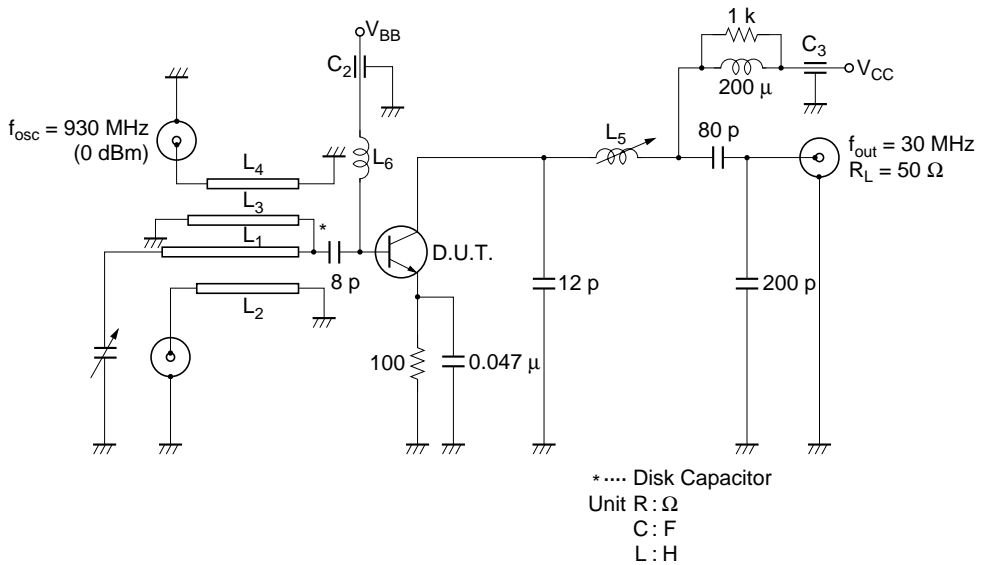 V_BB
C_2
1 k
C_3
V_CC
200 μ
f_osc = 930 MHz
(0 dBm)
L_6
L_5
80 p
f_out = 30 MHz
R_L = 50 Ω
L_4
L_3
*
L_1
8 p
D.U.T.
L_2
12 p
200 p
100
0.047 μ
* ···· Disk Capacitor
Unit R : Ω
C : F
L : H